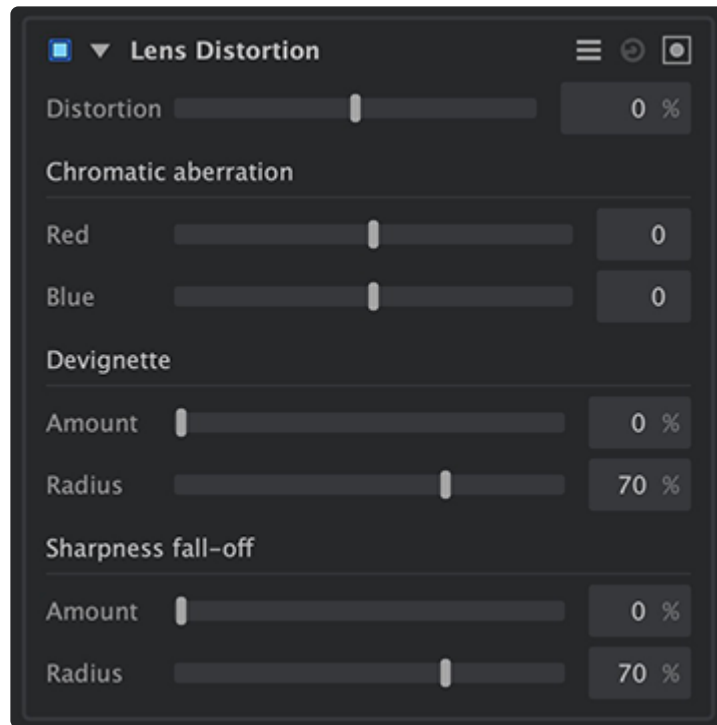 Lens Distortion
Distortion 0 %
Chromatic aberration
Red 0
Blue 0
Devignette
Amount 0 %
Radius 70 %
Sharpness fall-off
Amount 0 %
Radius 70 %